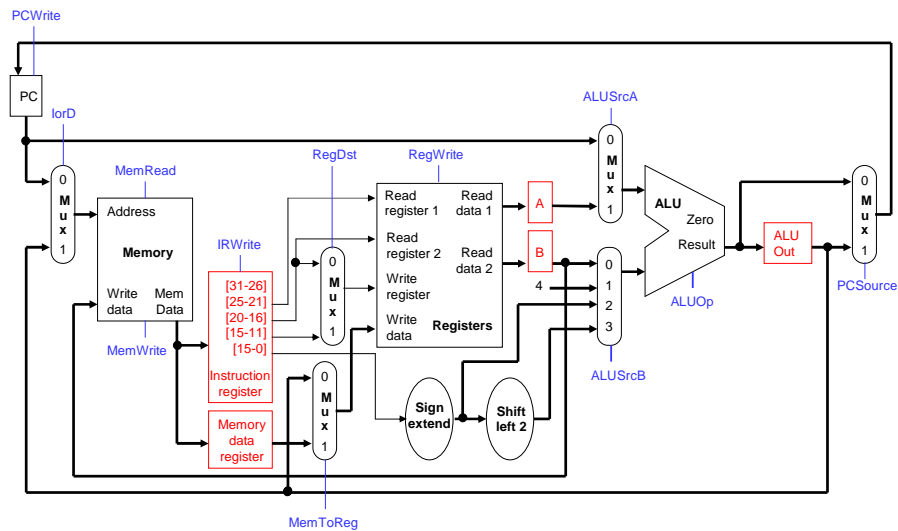 PCWrite
PC
IorD
0
M
u
x
1
MemRead
Address
Memory
Write
data
Mem
Data
MemWrite
IRWrite
[31-26]
[25-21]
[20-16]
[15-11]
[15-0]
Instruction
register
Memory
data
register
RegDst
0
M
u
x
1
0
M
u
x
1
MemToReg
RegWrite
Read
register 1
Read
data 1
Read
register 2
Read
data 2
Write
register
Write
data
Registers
Sign
extend
Shift
left 2
A
B
4
ALUSrcA
0
M
u
x
1
0
1
2
3
ALUSrcB
ALU
Zero
Result
ALUOp
ALU
Out
0
M
u
x
1
PCSource